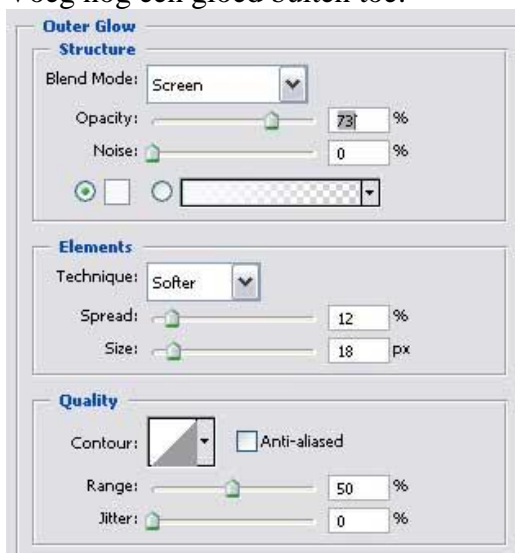 Voeg nog een gloed buiten toe.
Outer Glow
Structure
Blend Mode: Screen
Opacity: 73 %
Noise: 0 %
Elements
Technique: Softer
Spread: 12 %
Size: 18 px
Quality
Contour: Anti-aliased
Range: 50 %
Jitter: 0 %